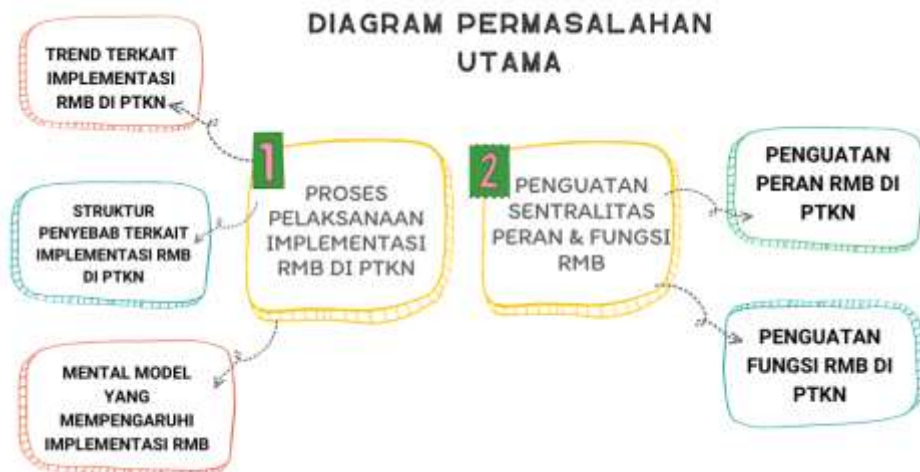 DIAGRAM PERMASALAHAN
UTAMA
TREND TERKAIT
IMPLEMENTASI
RMB DI PTKN
STRUKTUR
PENYEBAB TERKAIT
IMPLEMENTASI RMB
DI PTKN
MENTAL MODEL
YANG
MEMPENGARUHI
IMPLEMENTASI RMB
1
PROSES
PELAKSANAAN
IMPLEMENTASI
RMB DI PTKN
2
PENGUATAN
SENTRALITAS
PERAN & FUNGSI
RMB
PENGUATAN
PERAN RMB DI
PTKN
PENGUATAN
FUNGSI RMB DI
PTKN